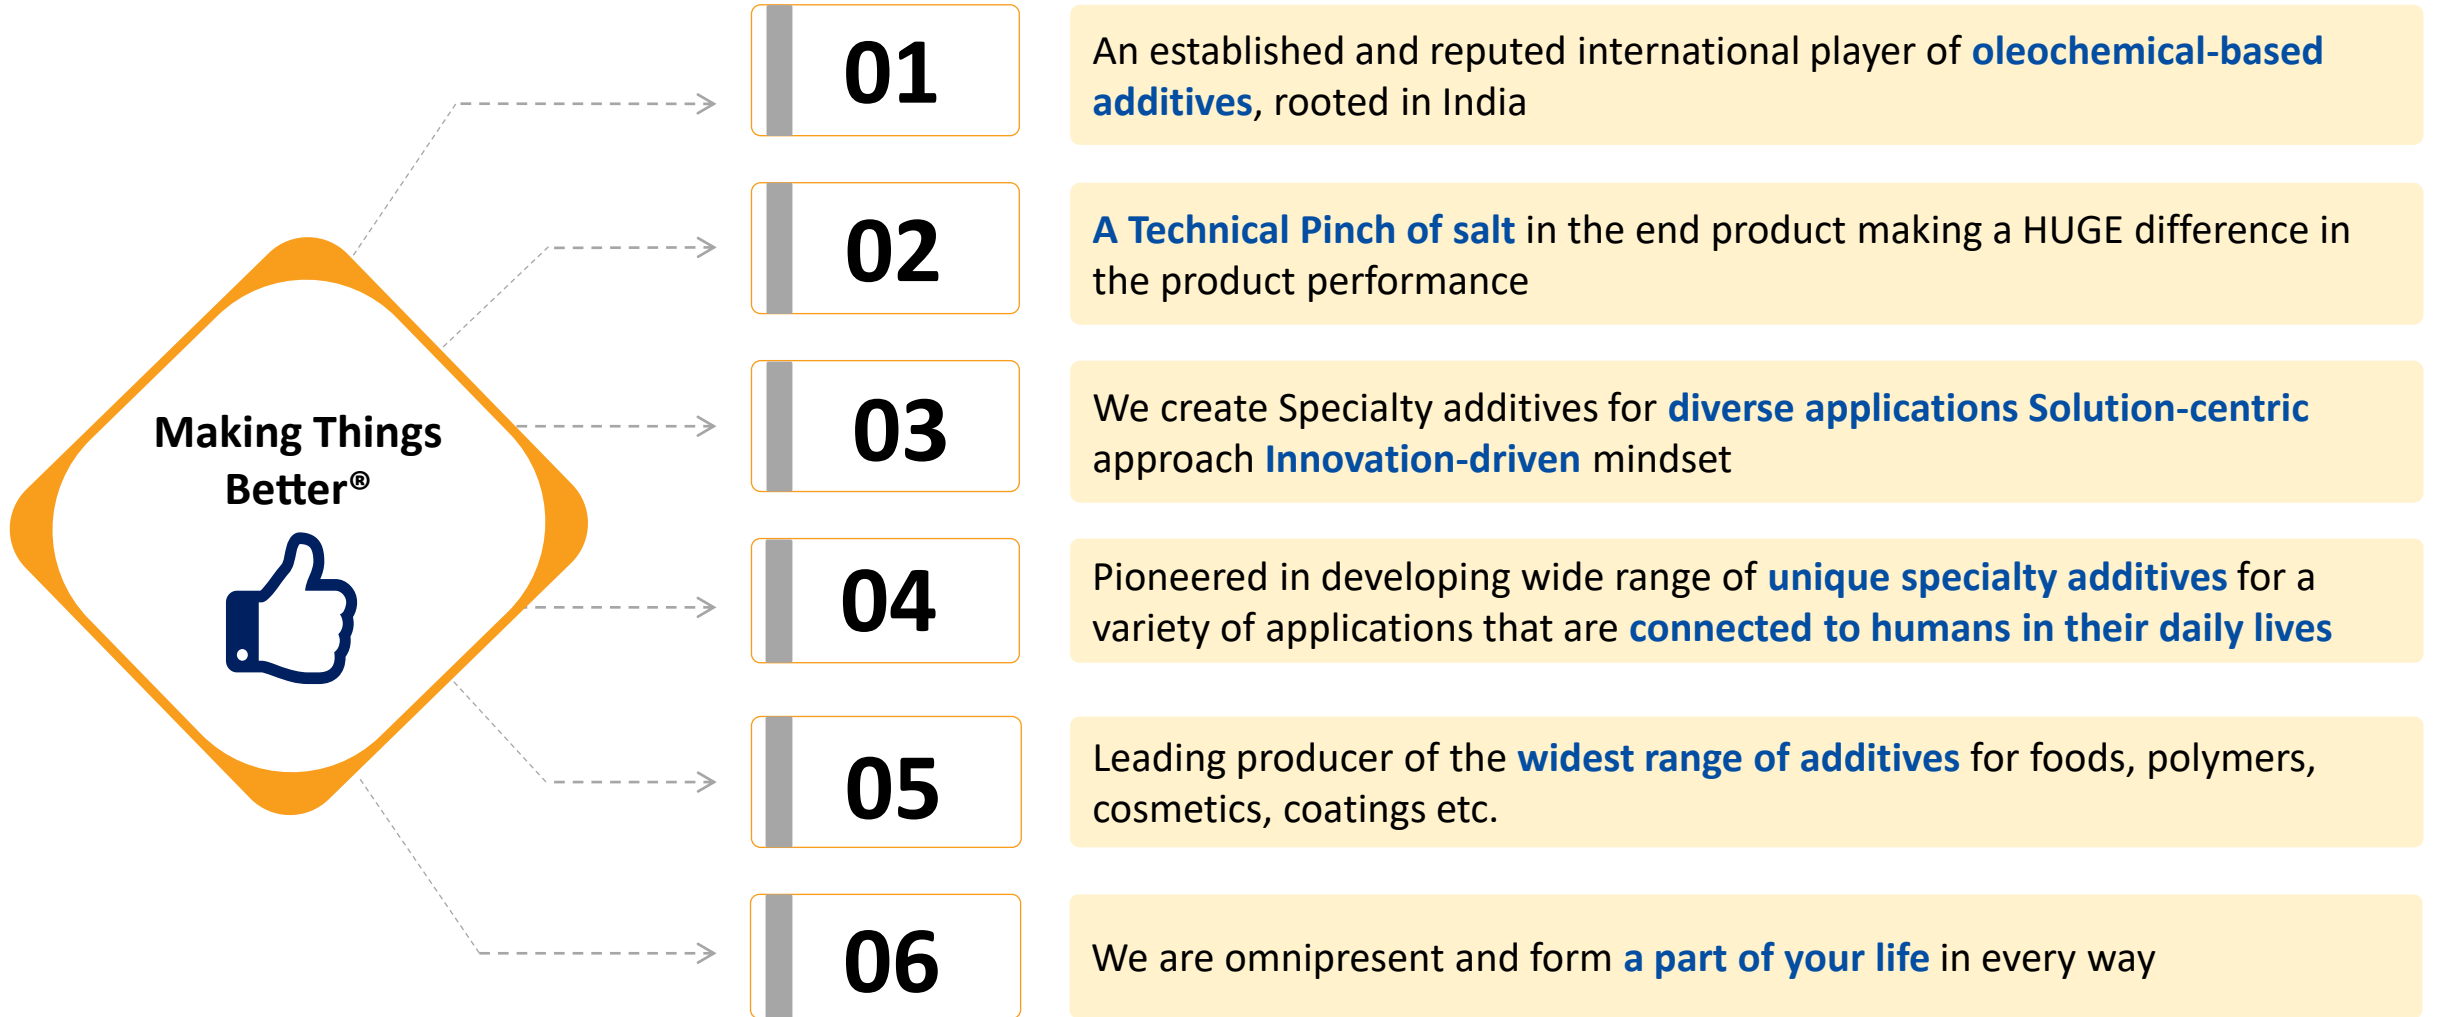 Making Things
Better®
01
An established and reputed international player of oleochemical-based
additives, rooted in India
02
A Technical Pinch of salt in the end product making a HUGE difference in
the product performance
03
We create Specialty additives for diverse applications Solution-centric
approach Innovation-driven mindset
04
Pioneered in developing wide range of unique specialty additives for a
variety of applications that are connected to humans in their daily lives
05
Leading producer of the widest range of additives for foods, polymers,
cosmetics, coatings etc.
06
We are omnipresent and form a part of your life in every way